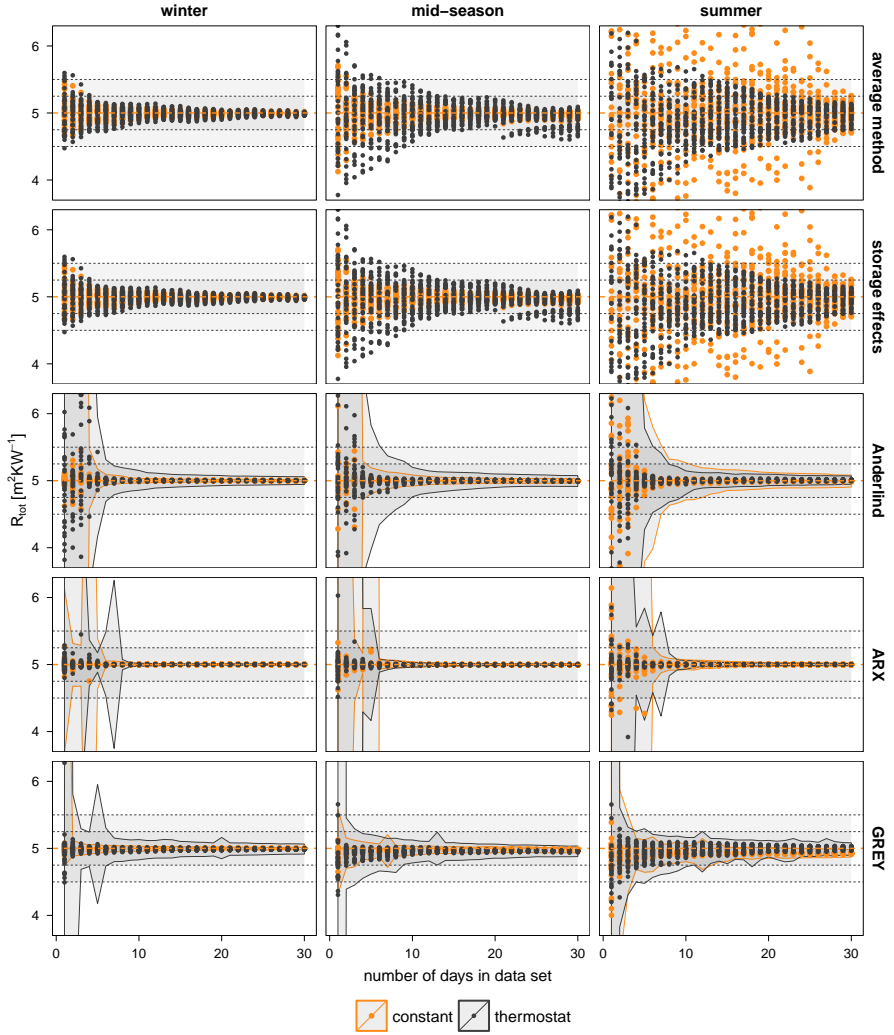 winter mid−season summer
6
5
4
average method
6
5
4
storage effects
6
5
4
Anderlind
Rtot [m²KW⁻¹]
6
5
4
ARX
6
5
4
GREY
0 10 20 30 0 10 20 30 0 10 20 30
number of days in data set
constant thermostat